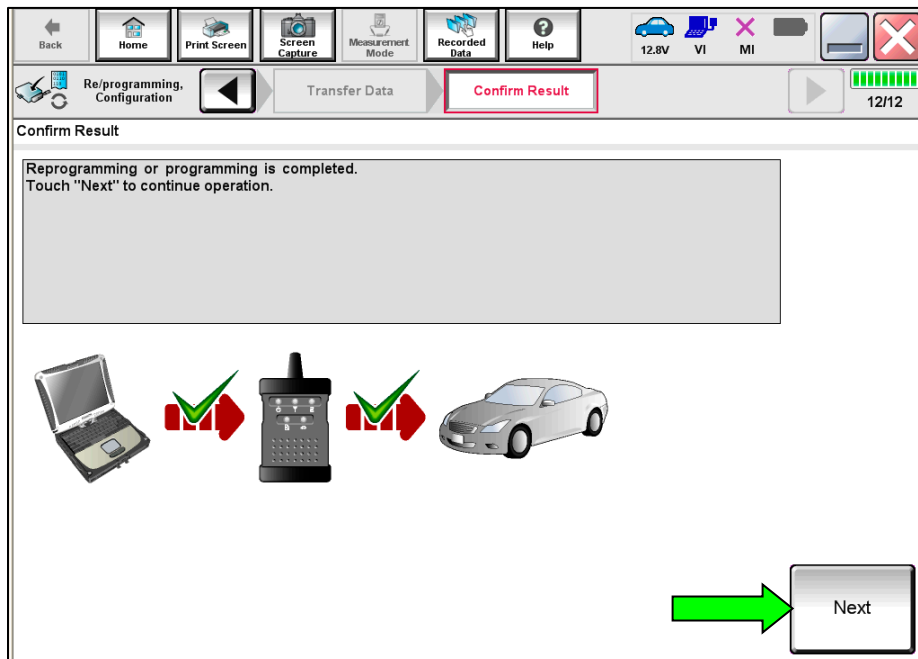 Back
Home
Print Screen
Screen
Capture
Measurement
Mode
Recorded
Data
Help
12.8V
VI
MI
Re/programming,
Configuration
Transfer Data
Confirm Result
12/12
Confirm Result
Reprogramming or programming is completed.
Touch "Next" to continue operation.
Next